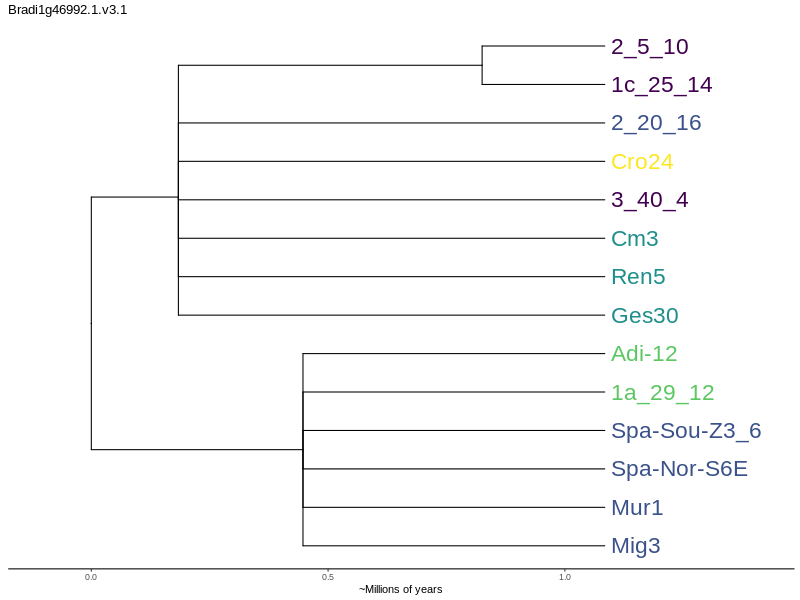 Bradi1g46992.1.v3.1
2_5_10
1c_25_14
2_20_16
Cro24
3_40_4
Cm3
Ren5
Ges30
Adi-12
1a_29_12
Spa-Sou-Z3_6
Spa-Nor-S6E
Mur1
Mig3
0.0 0.5 1.0
~Millions of years